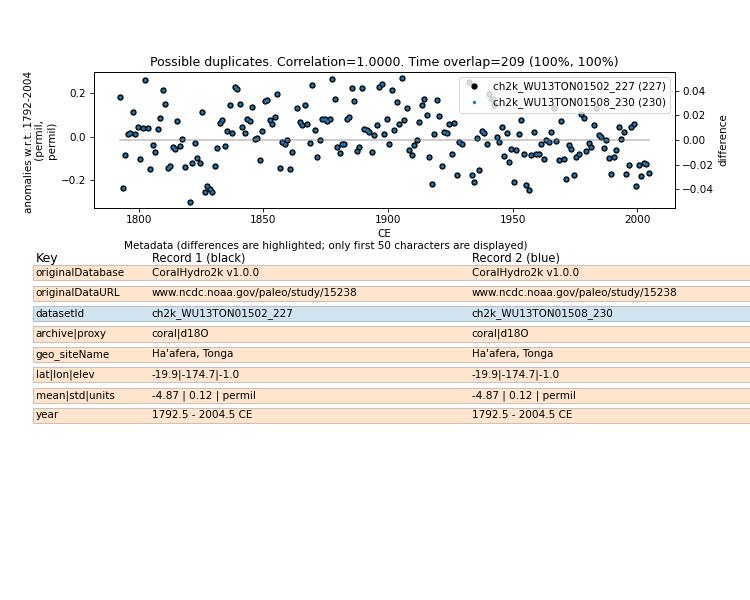 Possible duplicates. Correlation=1.0000. Time overlap=209 (100%, 100%)
anomalies w.r.t. 1792-2004
(permil,
permil)
0.2
0.0
−0.2
ch2k_WU13TON01502_227 (227)
ch2k_WU13TON01508_230 (230)
0.04
0.02
0.00
−0.02
−0.04
difference
1800 1850 1900 1950 2000
CE
Metadata (differences are highlighted; only first 50 characters are displayed)
Key Record 1 (black) Record 2 (blue)
originalDatabase CoralHydro2k v1.0.0 CoralHydro2k v1.0.0
originalDataURL www.ncdc.noaa.gov/paleo/study/15238 www.ncdc.noaa.gov/paleo/study/15238
datasetId ch2k_WU13TON01502_227 ch2k_WU13TON01508_230
archive|proxy coral|d18O coral|d18O
geo_siteName Ha'afera, Tonga Ha'afera, Tonga
lat|lon|elev -19.9|-174.7|-1.0 -19.9|-174.7|-1.0
mean|std|units -4.87 | 0.12 | permil -4.87 | 0.12 | permil
year 1792.5 - 2004.5 CE 1792.5 - 2004.5 CE